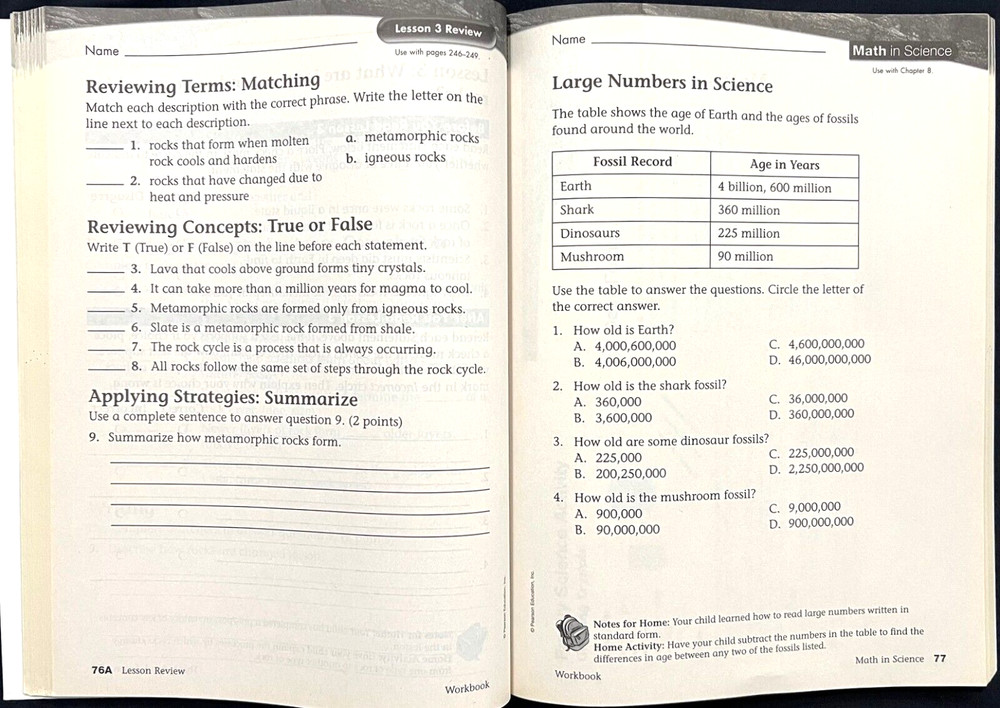 Lesson 3 Review
Name
Use with pages 246-249.
Reviewing Terms: Matching
Match each description with the correct phrase. Write the letter on the
line next to each description.
1. rocks that form when molten
rock cools and hardens
a. metamorphic rocks
b. igneous rocks
2. rocks that have changed due to
heat and pressure
Reviewing Concepts: True or False
Write T (True) or F (False) on the line before each statement.
3. Lava that cools above ground forms tiny crystals.
4. It can take more than a million years for magma to cool.
5. Metamorphic rocks are formed only from igneous rocks.
6. Slate is a metamorphic rock formed from shale.
7. The rock cycle is a process that is always occurring.
8. All rocks follow the same set of steps through the rock cycle.
Applying Strategies: Summarize
Use a complete sentence to answer question 9. (2 points)
9. Summarize how metamorphic rocks form.
76A Lesson Review
Workbook
Name
Math in Science
Use with Chapter 8.
Large Numbers in Science
The table shows the age of Earth and the ages of fossils
found around the world.
Fossil Record Age in Years
Earth 4 billion, 600 million
Shark 360 million
Dinosaurs 225 million
Mushroom 90 million
Use the table to answer the questions. Circle the letter of
the correct answer.
1. How old is Earth?
A. 4,000,600,000 C. 4,600,000,000
B. 4,006,000,000 D. 46,000,000,000
2. How old is the shark fossil?
A. 360,000 C. 36,000,000
B. 3,600,000 D. 360,000,000
3. How old are some dinosaur fossils?
A. 225,000 C. 225,000,000
B. 200,250,000 D. 2,250,000,000
4. How old is the mushroom fossil?
A. 900,000 C. 9,000,000
B. 90,000,000 D. 900,000,000
© Pearson Education, Inc.
Notes for Home: Your child learned how to read large numbers written in
standard form.
Home Activity: Have your child subtract the numbers in the table to find the
differences in age between any two of the fossils listed.
Workbook
Math in Science 77